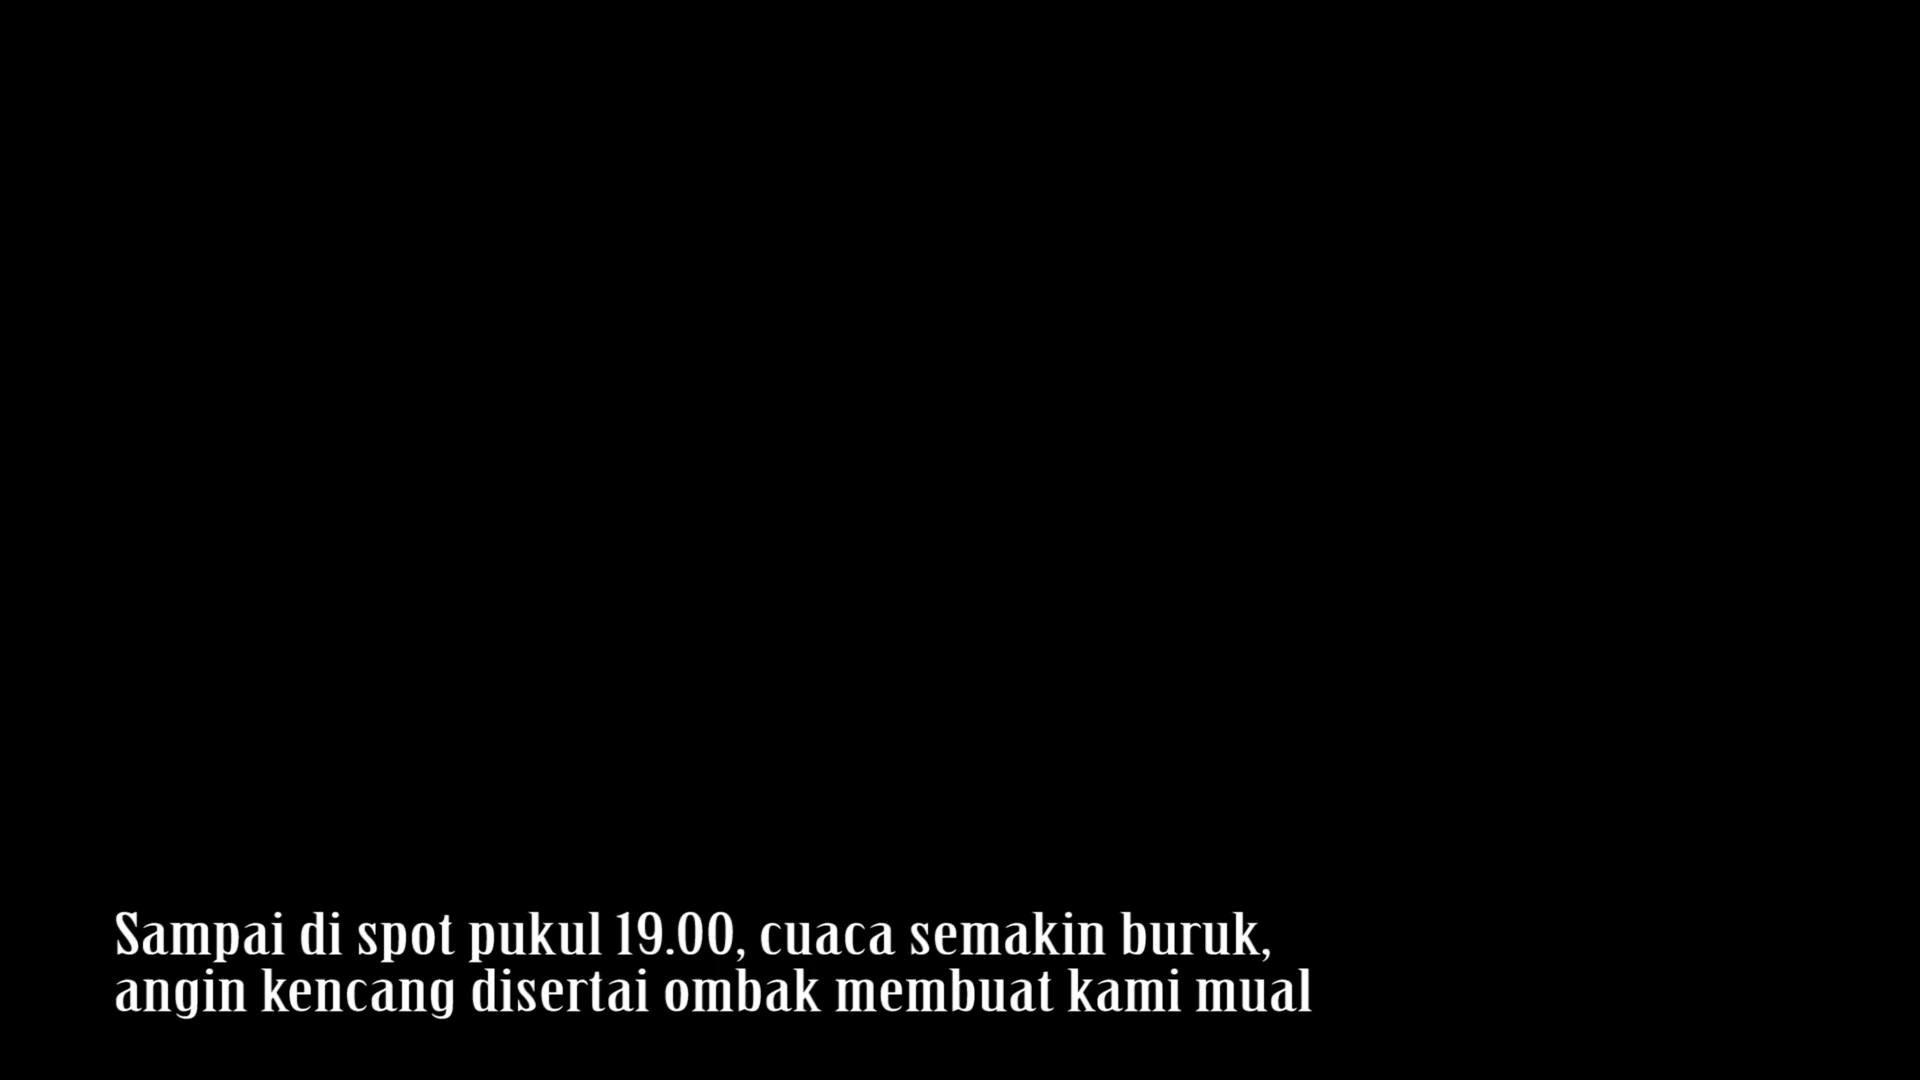 Sampai di spot pukul 19.00, cuaca semakin buruk,
angin kencang disertai ombak membuat kami mual